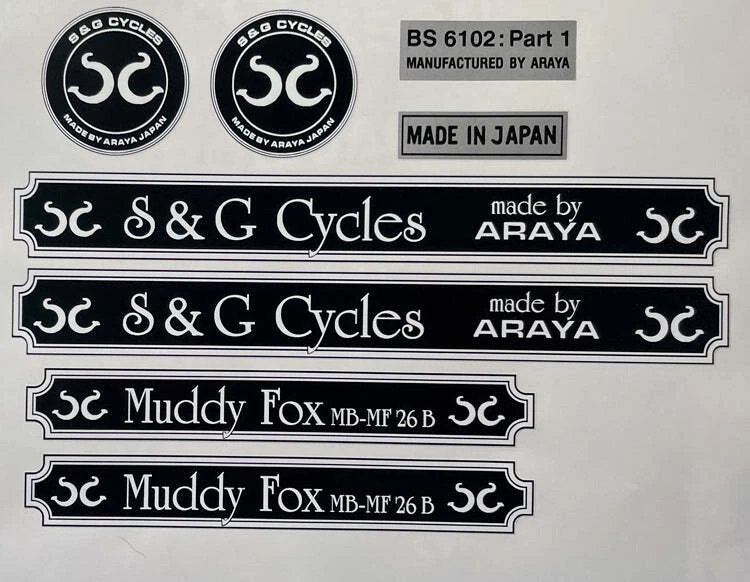 S & G CYCLES
MADE BY ARAYA JAPAN
S & G CYCLES
MADE BY ARAYA JAPAN
BS 6102: Part 1
MANUFACTURED BY ARAYA
MADE IN JAPAN
S & G Cycles made by ARAYA
S & G Cycles made by ARAYA
Muddy Fox MB-MF '26 B
Muddy Fox MB-MF '26 B